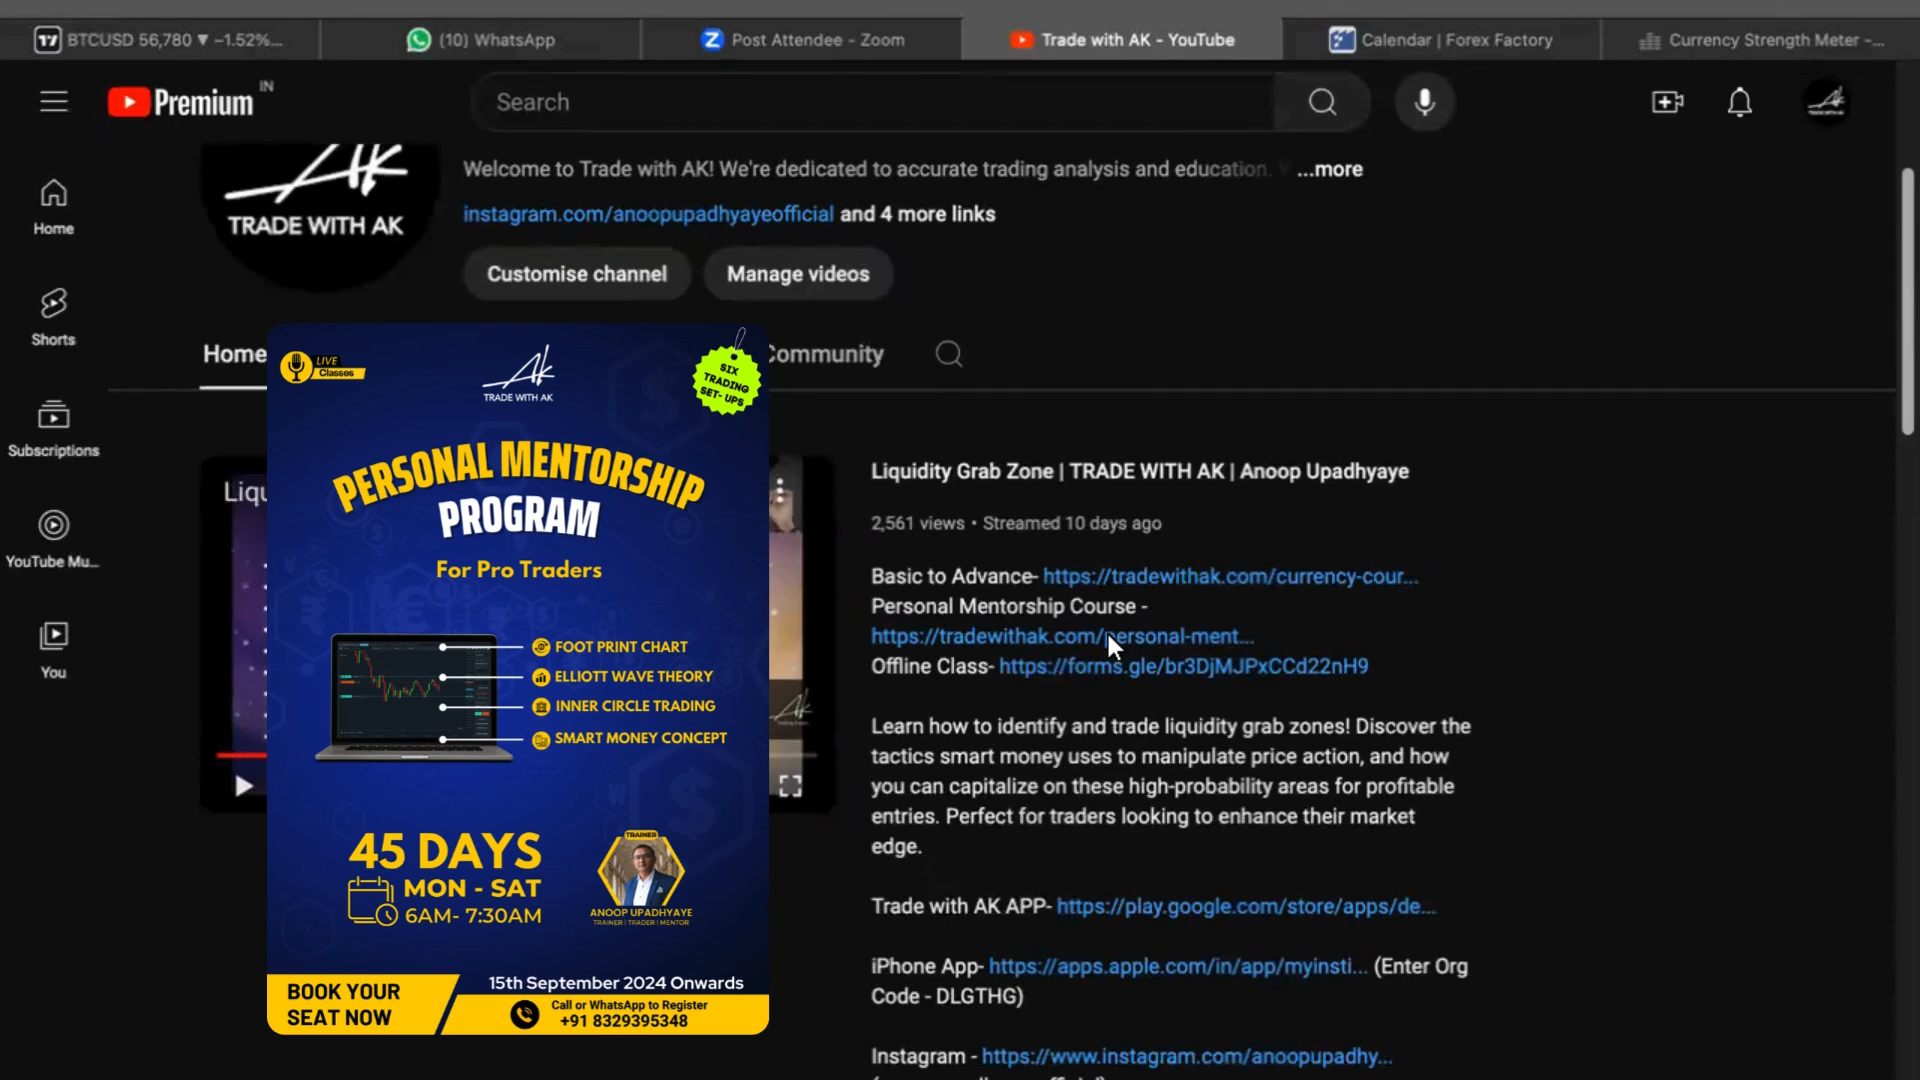 BTCUSD 56,780 ▼ −1.52%...
(10) WhatsApp
Post Attendee - Zoom
Trade with AK - YouTube
Calendar | Forex Factory
Currency Strength Meter -...
Premium IN
Search
Home
Shorts
Subscriptions
YouTube Mu...
You
TRADE WITH AK
Welcome to Trade with AK! We're dedicated to accurate trading analysis and education. ...more
instagram.com/anoopupadhyayeofficial and 4 more links
Customise channel
Manage videos
Home
Community
Liqu
LIVE
Classes
Ak
TRADE WITH AK
SIX
TRADING
SET- UPS
PERSONAL MENTORSHIP
PROGRAM
For Pro Traders
FOOT PRINT CHART
ELLIOTT WAVE THEORY
INNER CIRCLE TRADING
SMART MONEY CONCEPT
45 DAYS
MON - SAT
6AM- 7:30AM
TRAINER
ANOOP UPADHYAYE
TRAINER | TRADER | MENTOR
BOOK YOUR
SEAT NOW
15th September 2024 Onwards
Call or WhatsApp to Register
+91 8329395348
Liquidity Grab Zone | TRADE WITH AK | Anoop Upadhyaye
2,561 views • Streamed 10 days ago
Basic to Advance- https://tradewithak.com/currency-cour...
Personal Mentorship Course -
https://tradewithak.com/personal-ment...
Offline Class- https://forms.gle/br3DjMJPxCCd22nH9
Learn how to identify and trade liquidity grab zones! Discover the
tactics smart money uses to manipulate price action, and how
you can capitalize on these high-probability areas for profitable
entries. Perfect for traders looking to enhance their market
edge.
Trade with AK APP- https://play.google.com/store/apps/de...
iPhone App- https://apps.apple.com/in/app/myinsti... (Enter Org
Code - DLGTHG)
Instagram - https://www.instagram.com/anoopupadhy...